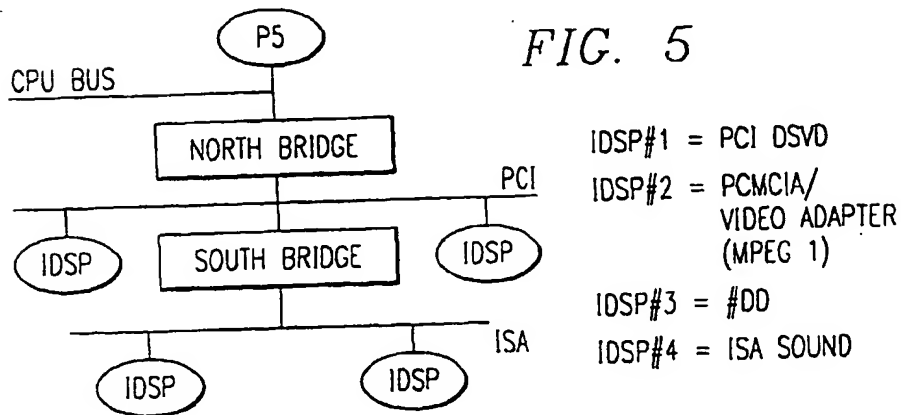 P5
FIG. 5
CPU BUS
NORTH BRIDGE
PCI
IDSP
SOUTH BRIDGE
IDSP
ISA
IDSP
IDSP
IDSP#1 = PCI DSVD
IDSP#2 = PCMCIA/
VIDEO ADAPTER
(MPEG 1)
IDSP#3 = #DD
IDSP#4 = ISA SOUND